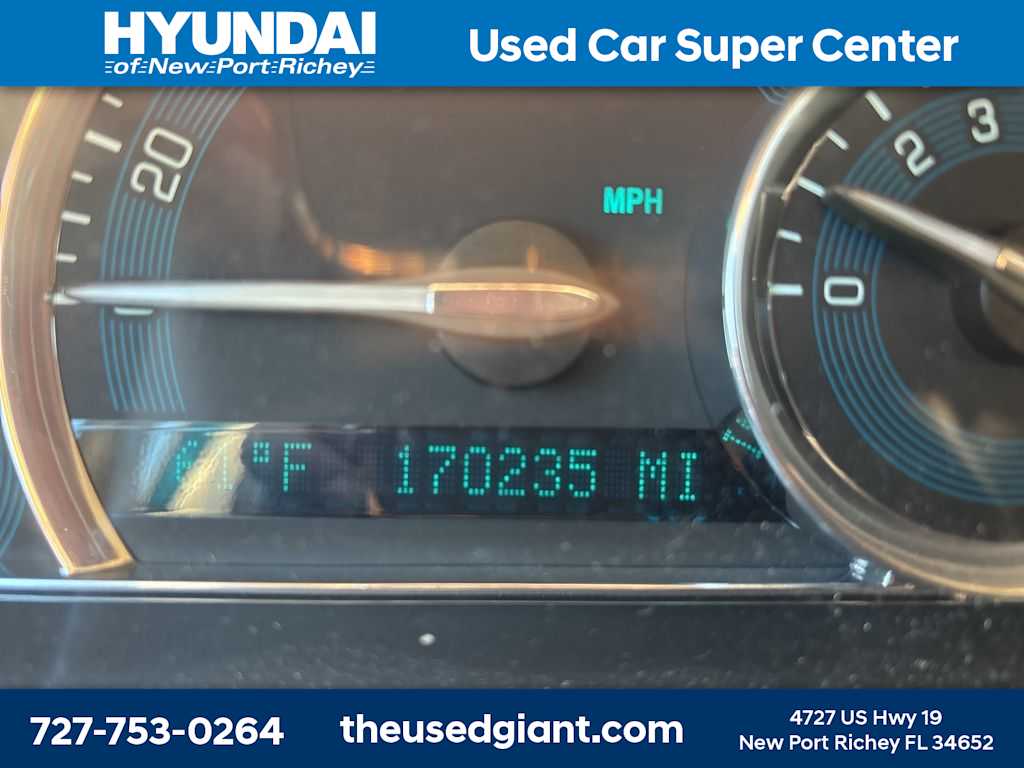 HYUNDAI
of New Port Richey
Used Car Super Center
20
MPH
0
2
3
0
°F 170235 MI
727-753-0264
theusedgiant.com
4727 US Hwy 19
New Port Richey FL 34652